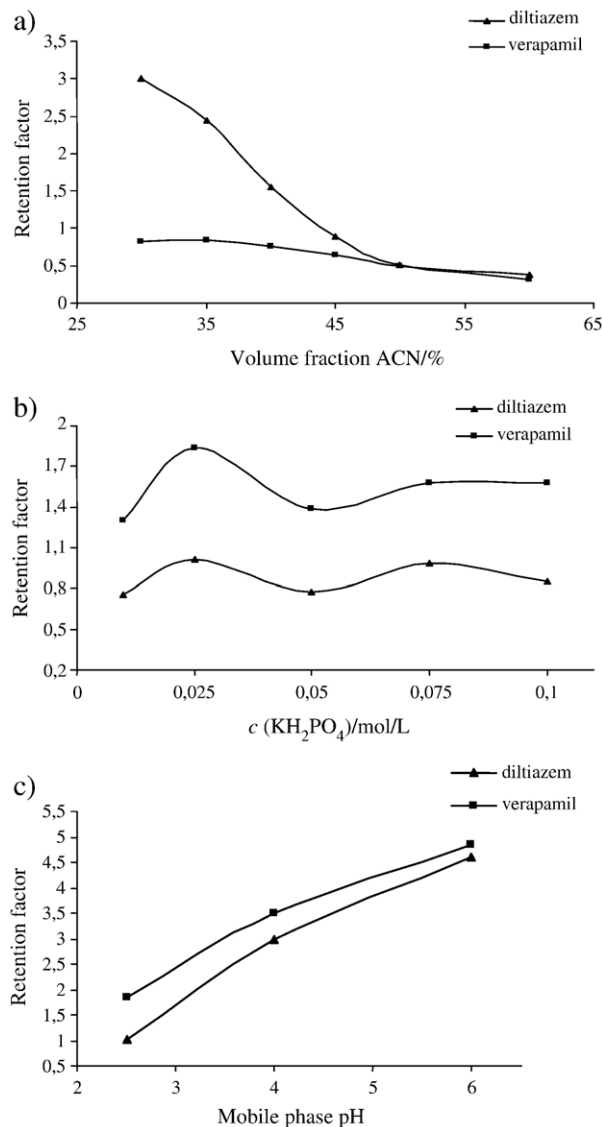 a)
diltiazem
verapamil
3,5
3
2,5
2
1,5
1
0,5
0
Retention factor
25 35 45 55 65
Volume fraction ACN/%
b)
diltiazem
verapamil
2
1,7
1,4
1,1
0,8
0,5
0,2
Retention factor
0 0,025 0,05 0,075 0,1
c (KH₂PO₄)/mol/L
c)
diltiazem
verapamil
5,5
5
4,5
4
3,5
3
2,5
2
1,5
1
0,5
Retention factor
2 3 4 5 6
Mobile phase pH